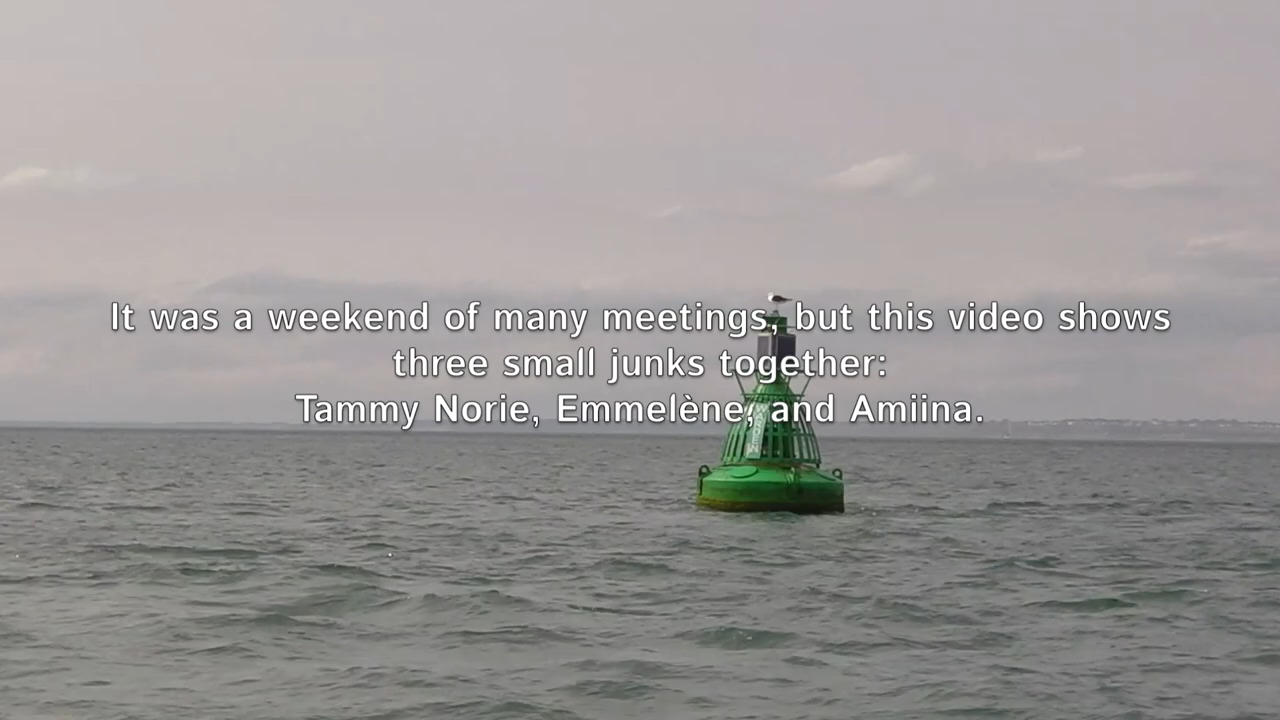 It was a weekend of many meetings, but this video shows
three small junks together:
Tammy Norie, Emmelène, and Amiina.